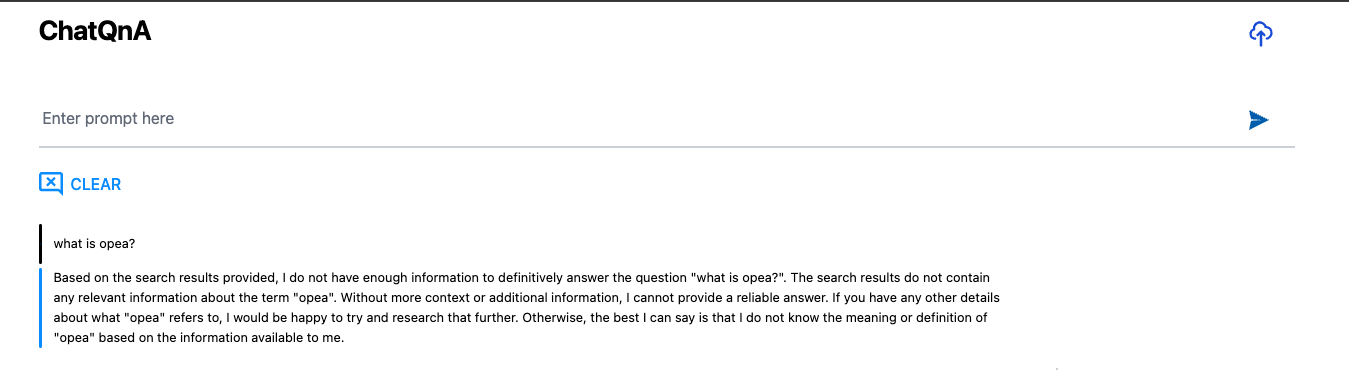 ChatQnA
Enter prompt here
CLEAR
what is opea?
Based on the search results provided, I do not have enough information to definitively answer the question "what is opea?". The search results do not contain
any relevant information about the term "opea". Without more context or additional information, I cannot provide a reliable answer. If you have any other details
about what "opea" refers to, I would be happy to try and research that further. Otherwise, the best I can say is that I do not know the meaning or definition of
"opea" based on the information available to me.